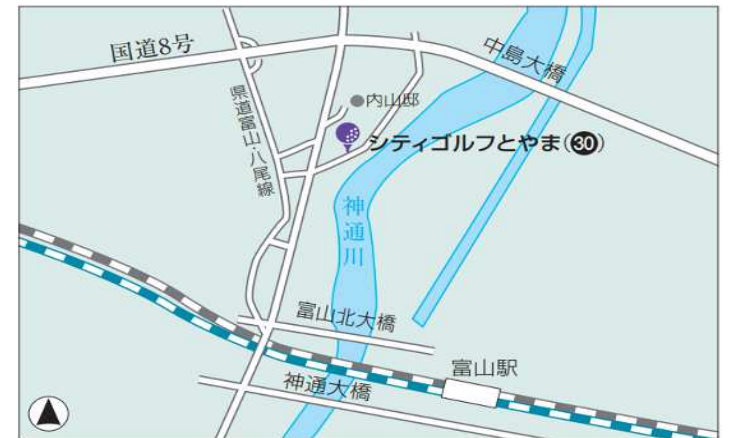 国道8号
中島大橋
内山邸
県道富山・八尾線
シティゴルフとやま(30)
神通川
富山北大橋
富山駅
神通大橋